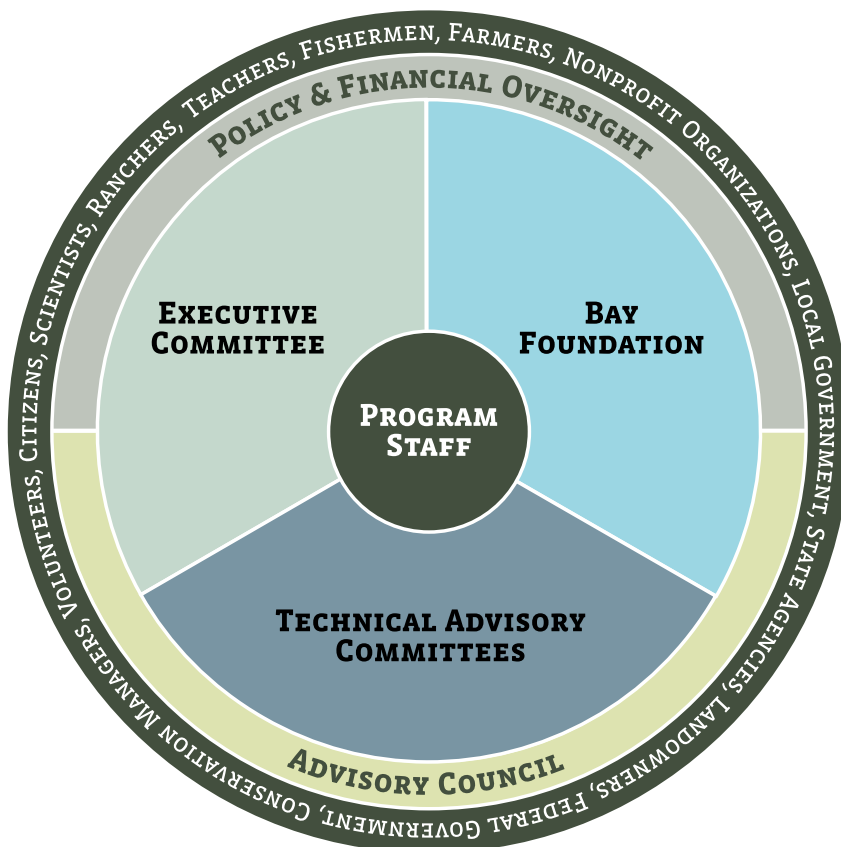 Citizens, Scientists, Ranchers, Teachers, Fishermen, Farmers, Nonprofit Organizations, Local Government, State Agencies, Landowners, Federal Government, Conservation Managers, Volunteers,
Policy & Financial Oversight
Executive
Committee
Bay
Foundation
Program
Staff
Technical Advisory
Committees
Advisory Council